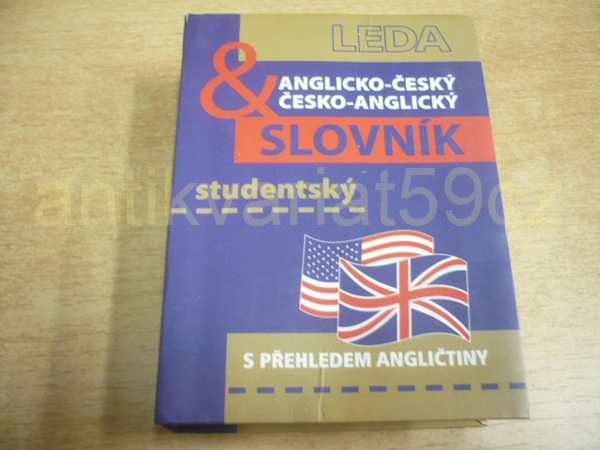 LEDA
&
ANGLICKO-ČESKÝ
ČESKO-ANGLICKÝ
SLOVNÍK
studentský
antikvariat59cz
S PŘEHLEDEM ANGLIČTINY